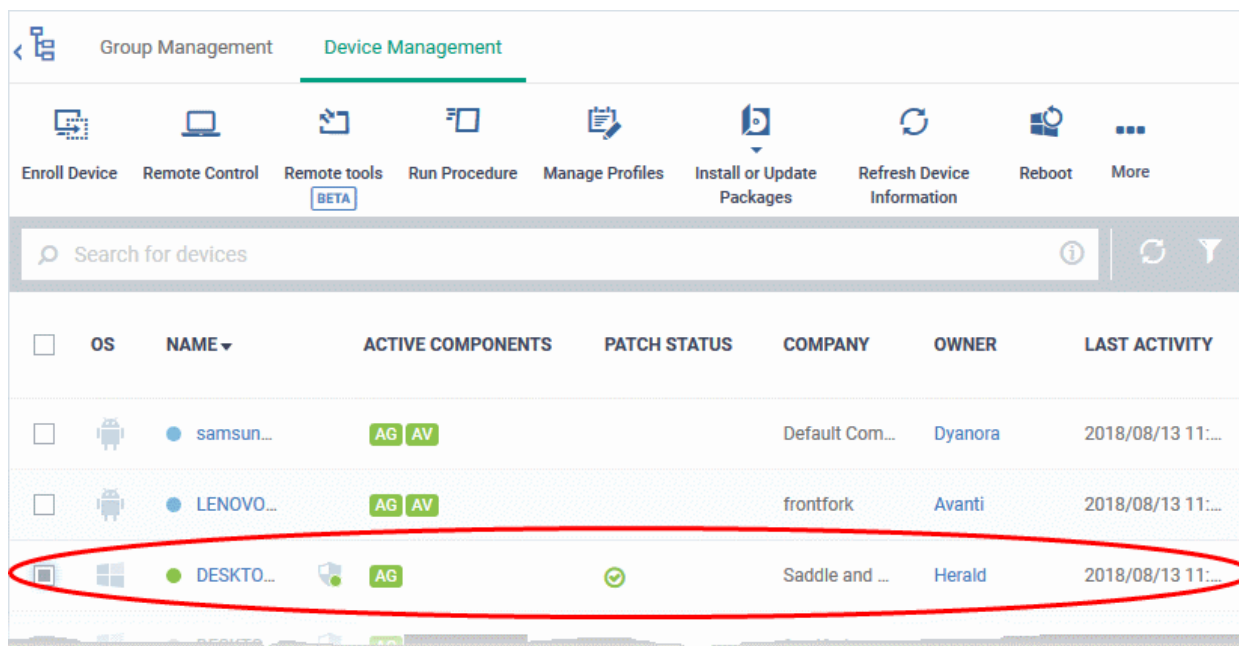 Group Management Device Management
Enroll Device Remote Control Remote tools Run Procedure Manage Profiles Install or Update Refresh Device Reboot More
BETA Packages Information
Search for devices
OS NAME ACTIVE COMPONENTS PATCH STATUS COMPANY OWNER LAST ACTIVITY
samsun... AG AV Default Com... Dyanora 2018/08/13 11:...
LENOVO... AG AV frontfork Avanti 2018/08/13 11:...
DESKTO... AG Saddle and ... Herald 2018/08/13 11:...